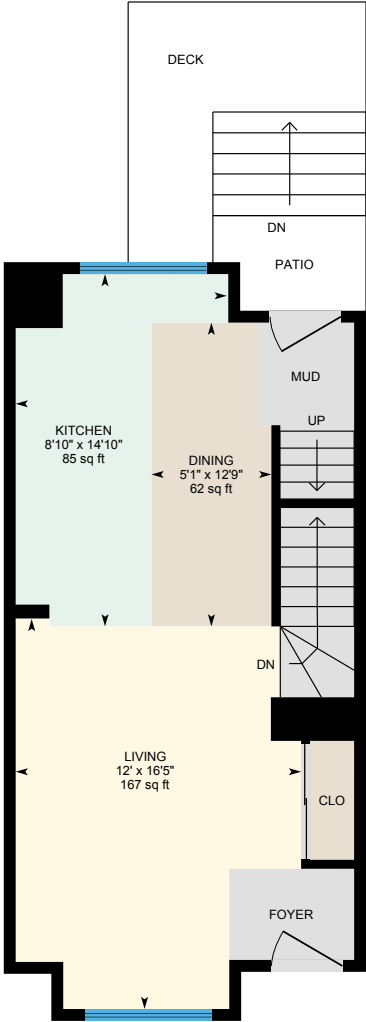 DECK
DN
PATIO
MUD
UP
KITCHEN
8'10" x 14'10"
85 sq ft
DINING
5'1" x 12'9"
62 sq ft
DN
LIVING
12' x 16'5"
167 sq ft
CLO
FOYER